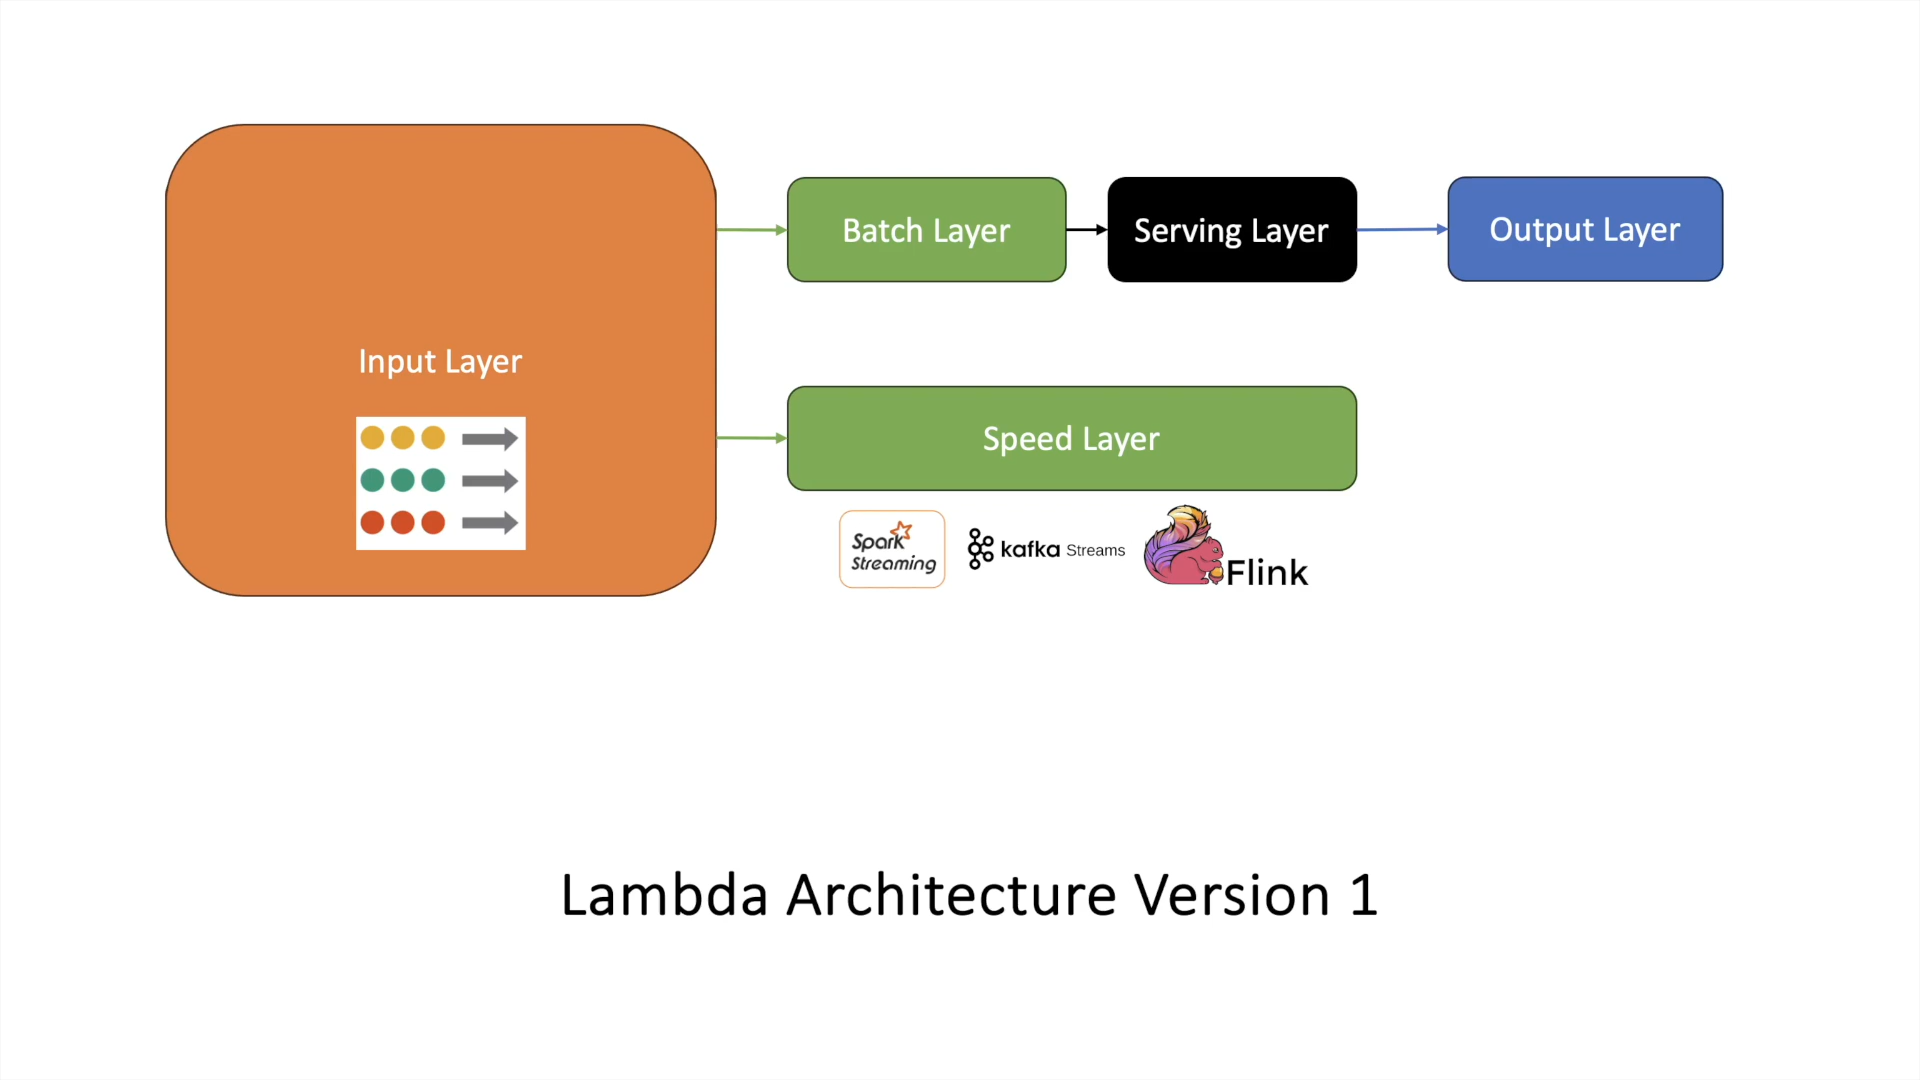 Input Layer
Batch Layer
Serving Layer
Output Layer
Speed Layer
Spark
Streaming
kafka Streams
Flink
Lambda Architecture Version 1